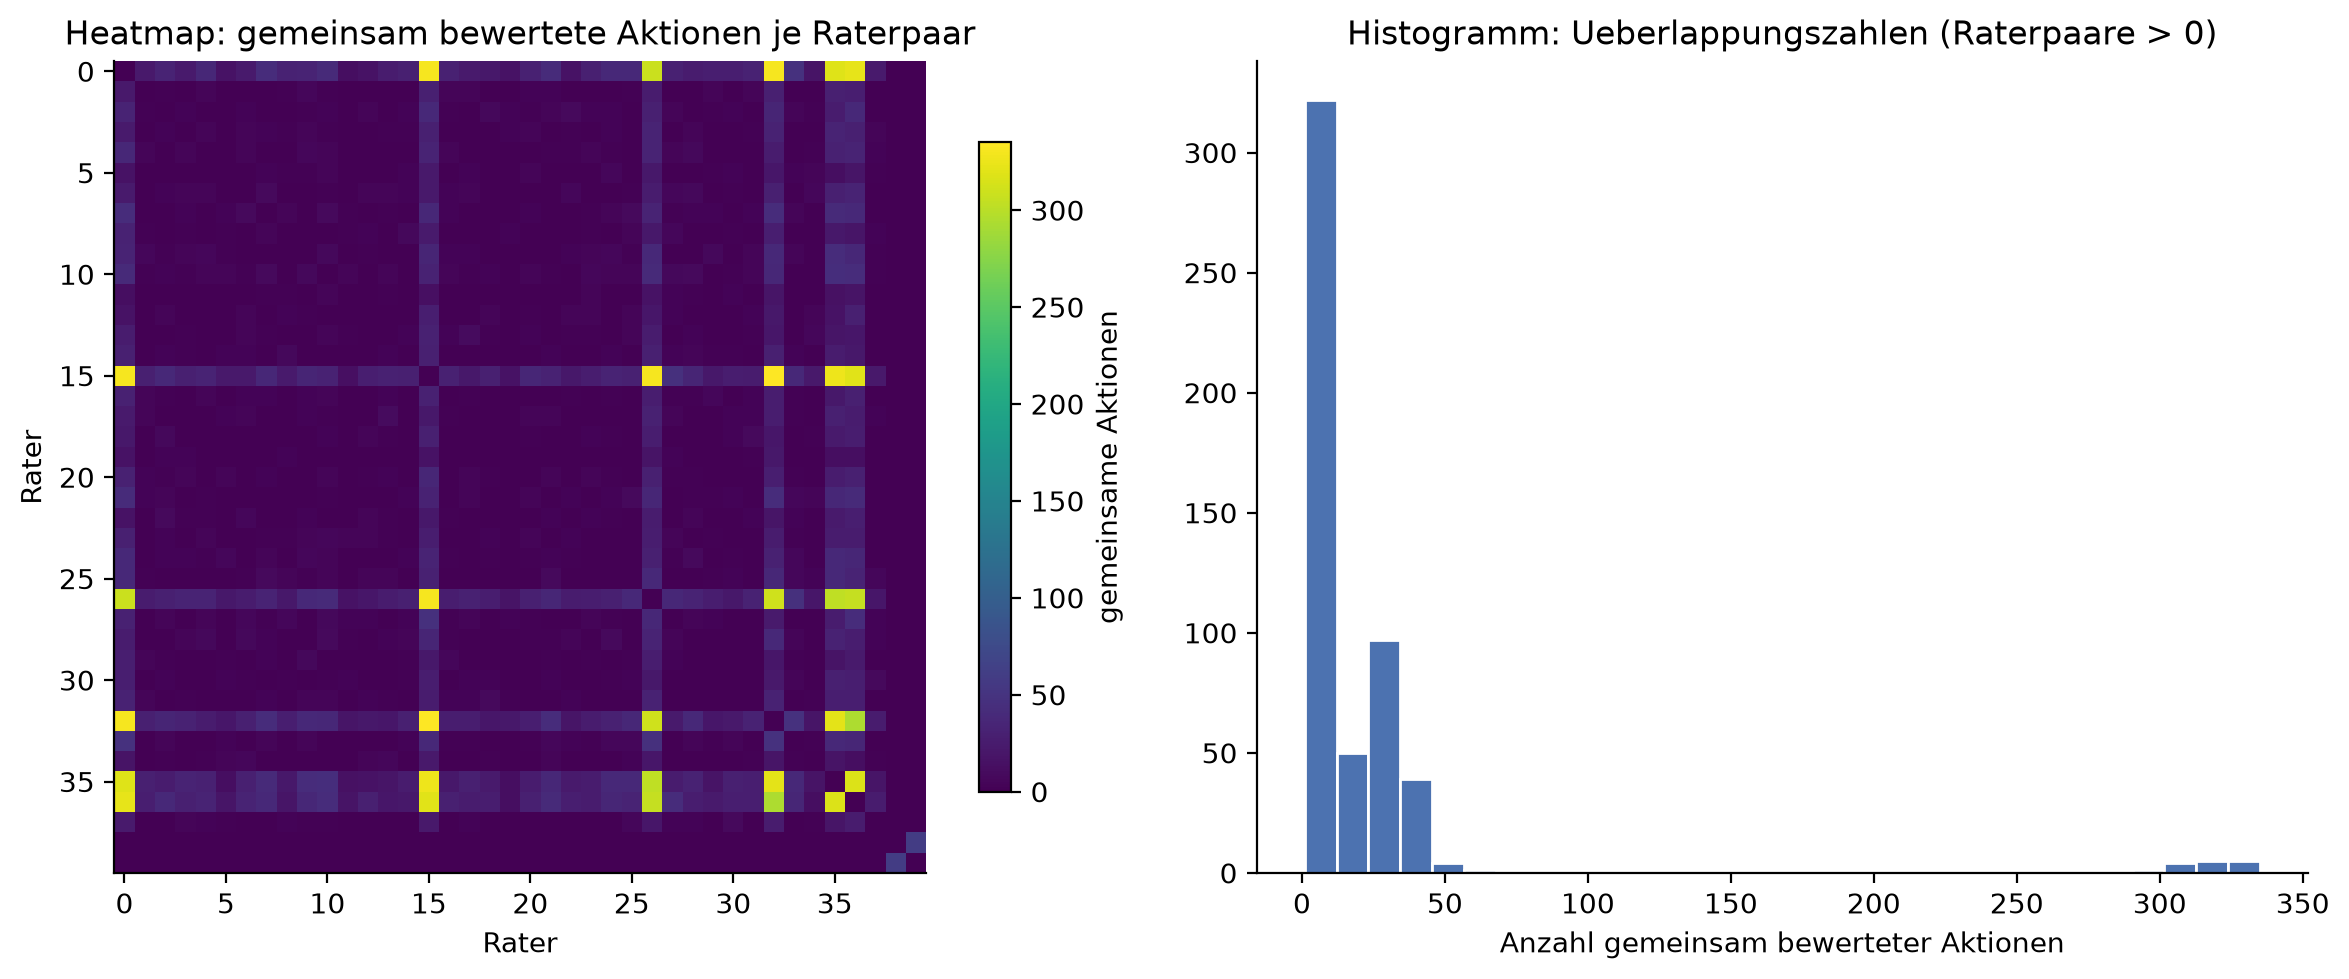 Heatmap: gemeinsam bewertete Aktionen je Raterpaar
0
5
10
15
20
25
30
35
Rater
0 5 10 15 20 25 30 35
Rater
300
250
200
150
100
50
0
gemeinsame Aktionen
Histogramm: Ueberlappungszahlen (Raterpaare > 0)
300
250
200
150
100
50
0
0 50 100 150 200 250 300 350
Anzahl gemeinsam bewerteter Aktionen